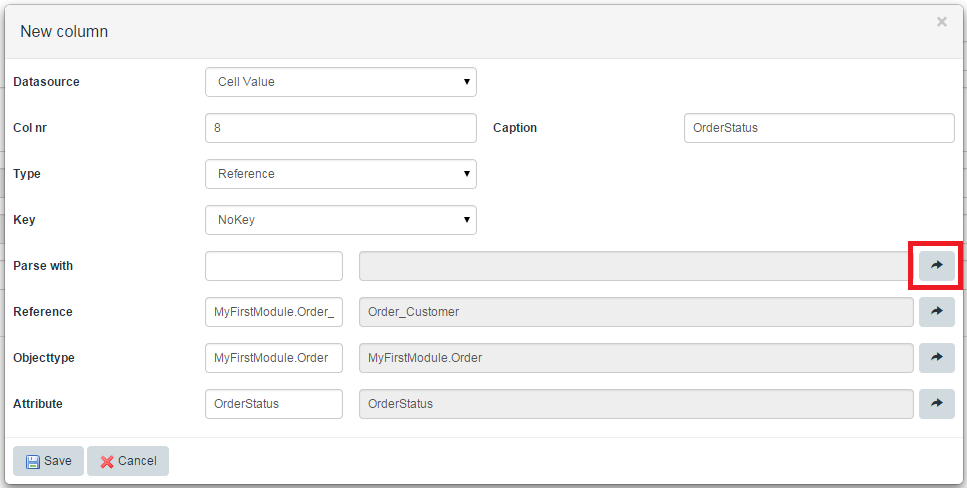 New column
Datasource Cell Value
Col nr 8 Caption OrderStatus
Type Reference
Key NoKey
Parse with
Reference MyFirstModule.Order_ Order_Customer
Objecttype MyFirstModule.Order MyFirstModule.Order
Attribute OrderStatus OrderStatus
Save Cancel